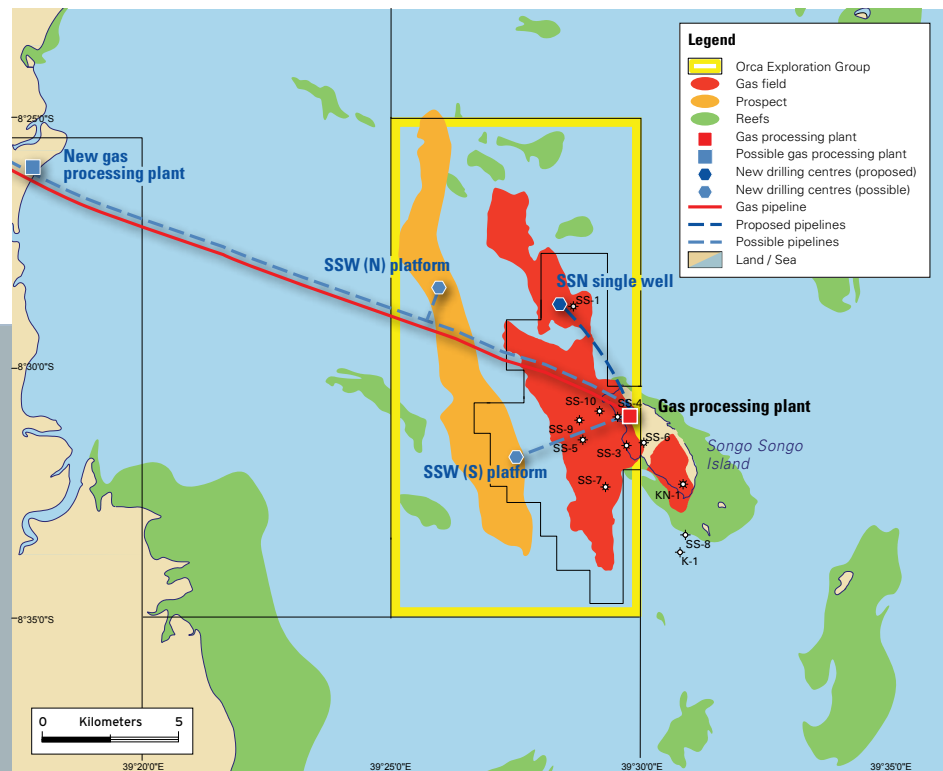 Legend
Orca Exploration Group
Gas field
Prospect
Reefs
Gas processing plant
Possible gas processing plant
New drilling centres (proposed)
New drilling centres (possible)
Gas pipeline
Proposed pipelines
Possible pipelines
Land / Sea
8°25'0"S
New gas
processing plant
SSW (N) platform
SSN single well
SS-1
8°30'0"S
SS-10
SS-4
Gas processing plant
SS-9
SS-5
SS-3
SS-6
Songo Songo
Island
SSW (S) platform
SS-7
KN-1
SS-8
K-1
8°35'0"S
0 Kilometers 5
39°20'0"E
39°25'0"E
39°30'0"E
39°35'0"E